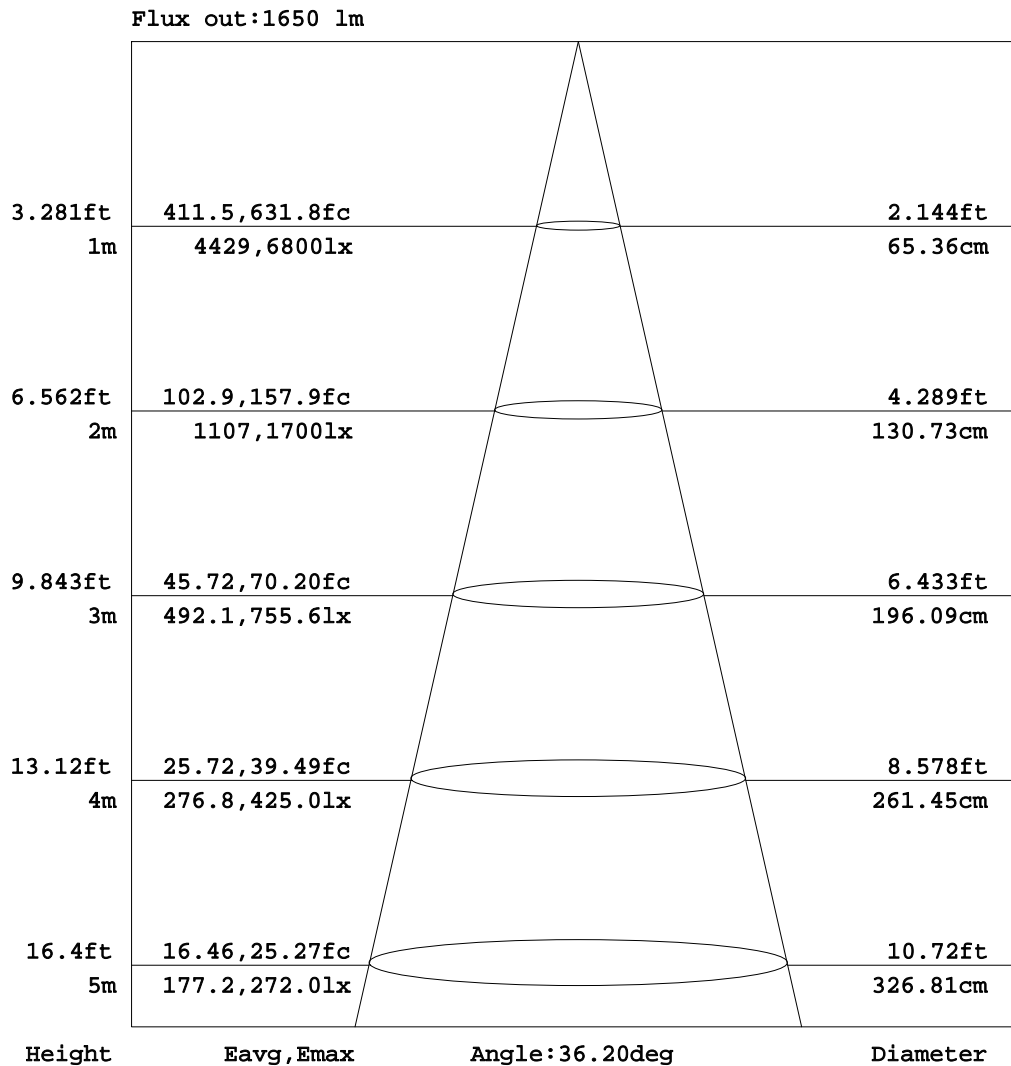 Flux out:1650 lm
3.281ft 411.5,631.8fc 2.144ft
1m 4429,6800lx 65.36cm
6.562ft 102.9,157.9fc 4.289ft
2m 1107,1700lx 130.73cm
9.843ft 45.72,70.20fc 6.433ft
3m 492.1,755.6lx 196.09cm
13.12ft 25.72,39.49fc 8.578ft
4m 276.8,425.0lx 261.45cm
16.4ft 16.46,25.27fc 10.72ft
5m 177.2,272.0lx 326.81cm
Height Eavg,Emax Angle:36.20deg Diameter